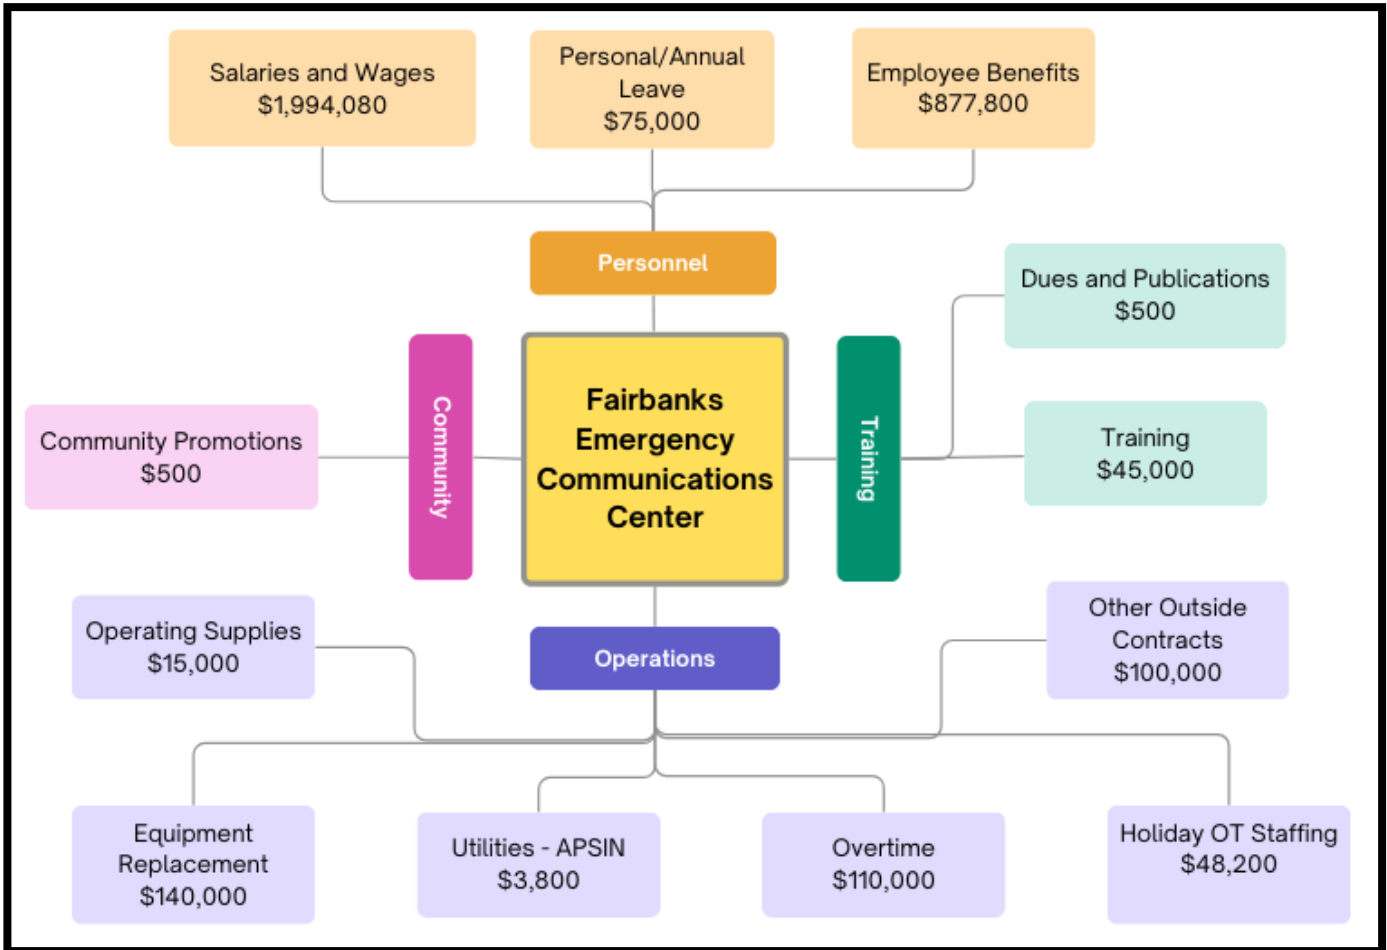 Salaries and Wages
$1,994,080
Personal/Annual
Leave
$75,000
Employee Benefits
$877,800
Personnel
Dues and Publications
$500
Community Promotions
$500
Community
Fairbanks
Emergency
Communications
Center
Training
Training
$45,000
Operating Supplies
$15,000
Operations
Other Outside
Contracts
$100,000
Equipment
Replacement
$140,000
Utilities - APSIN
$3,800
Overtime
$110,000
Holiday OT Staffing
$48,200